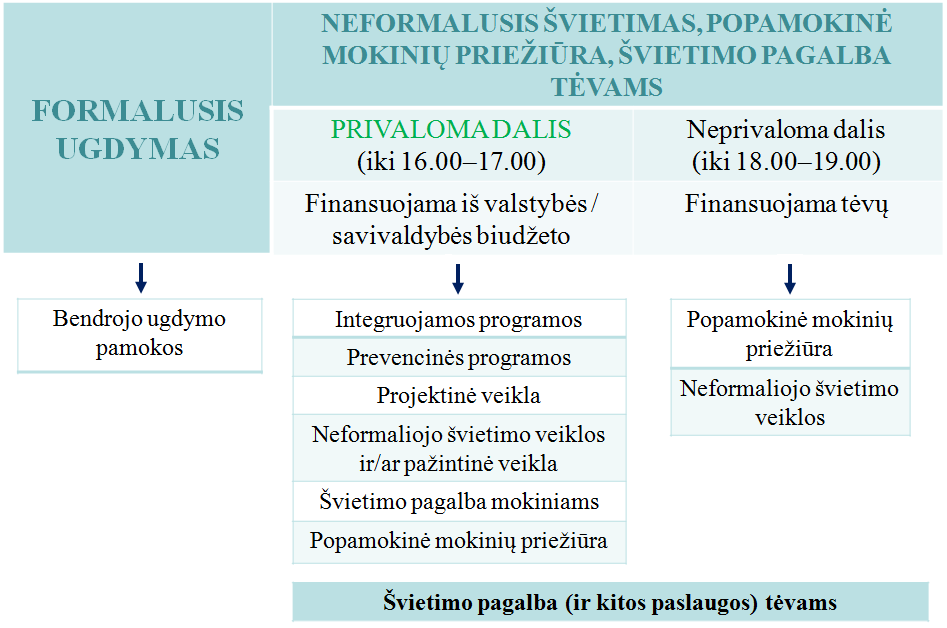 FORMALUSIS
UGDYMAS
NEFORMALUSIS ŠVIETIMAS, POPAMOKINĖ
MOKINIŲ PRIEŽIŪRA, ŠVIETIMO PAGALBA
TĖVAMS
PRIVALOMA DALIS
(iki 16.00–17.00)
Neprivaloma dalis
(iki 18.00–19.00)
Finansuojama iš valstybės /
savivaldybės biudžeto
Finansuojama tėvų
Bendrojo ugdymo
pamokos
Integruojamos programos
Prevencinės programos
Projektinė veikla
Neformaliojo švietimo veiklos
ir/ar pažintinė veikla
Švietimo pagalba mokiniams
Popamokinė mokinių priežiūra
Popamokinė mokinių
priežiūra
Neformaliojo švietimo
veiklos
Švietimo pagalba (ir kitos paslaugos) tėvams